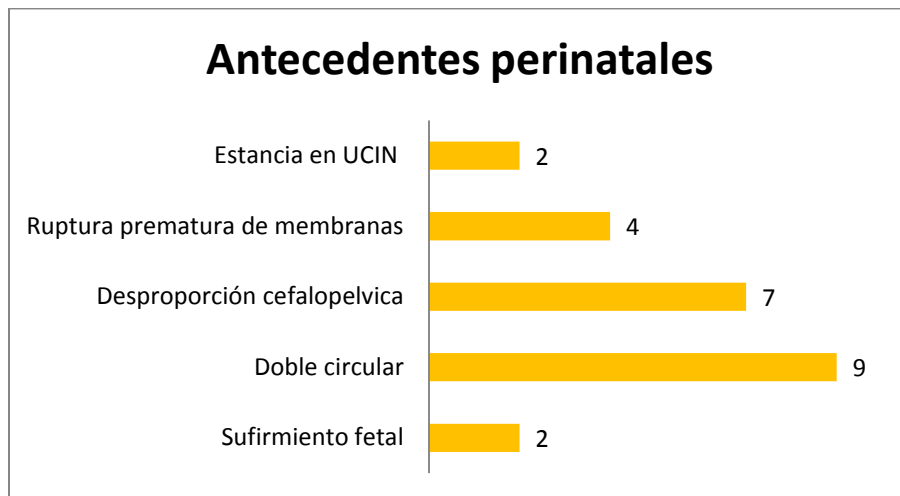 Antecedentes perinatales
Estancia en UCIN 2
Ruptura prematura de membranas 4
Desproporción cefalopelvica 7
Doble circular 9
Sufirmiento fetal 2